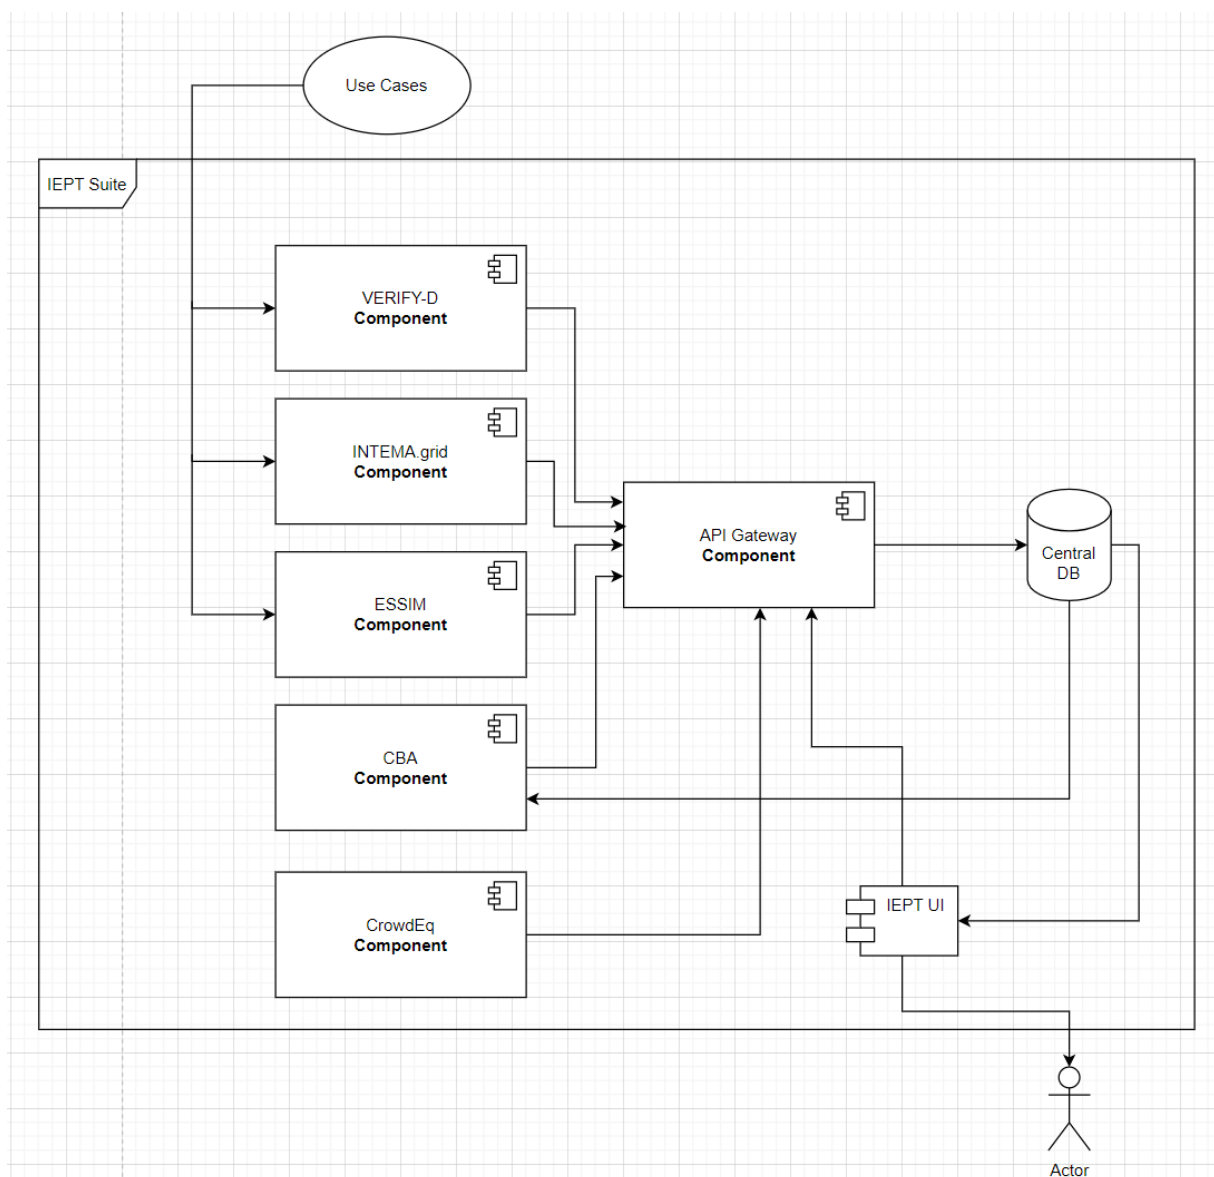 Use Cases
IEPT Suite
VERIFY-D
Component
INTEMA.grid
Component
API Gateway
Component
Central
DB
ESSIM
Component
CBA
Component
IEPT UI
CrowdEq
Component
Actor